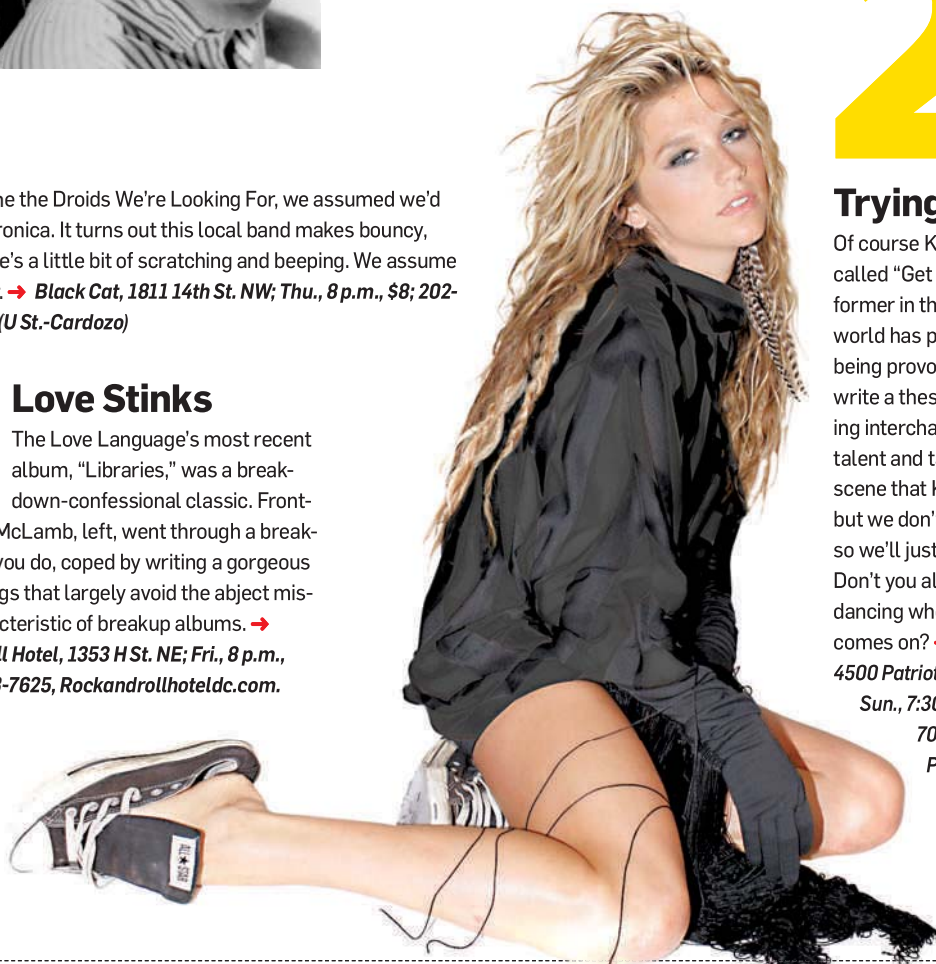 the Droids We're Looking For, we assumed we'd
It turns out this local band makes bouncy,
a little bit of scratching and beeping. We assume
➜ Black Cat, 1811 14th St. NW; Thu., 8 p.m., $8; 202-
(U St.-Cardozo)
Love Stinks
The Love Language's most recent
album, “Libraries,” was a break-
down-confessional classic. Front-
McLamb, left, went through a break-
you do, coped by writing a gorgeous
gs that largely avoid the abject mis-
cteristic of breakup albums. ➜
ll Hotel, 1353 H St. NE; Fri., 8 p.m.,
-7625, Rockandrollhoteldc.com.
ALL ★ STAR
2
Trying
Of course K
called “Get
former in th
world has p
being provo
write a thes
ing intercha
talent and t
scene that
but we don'
so we'll just
Don't you al
dancing wh
comes on?
4500 Patriot
Sun., 7:30
70
P